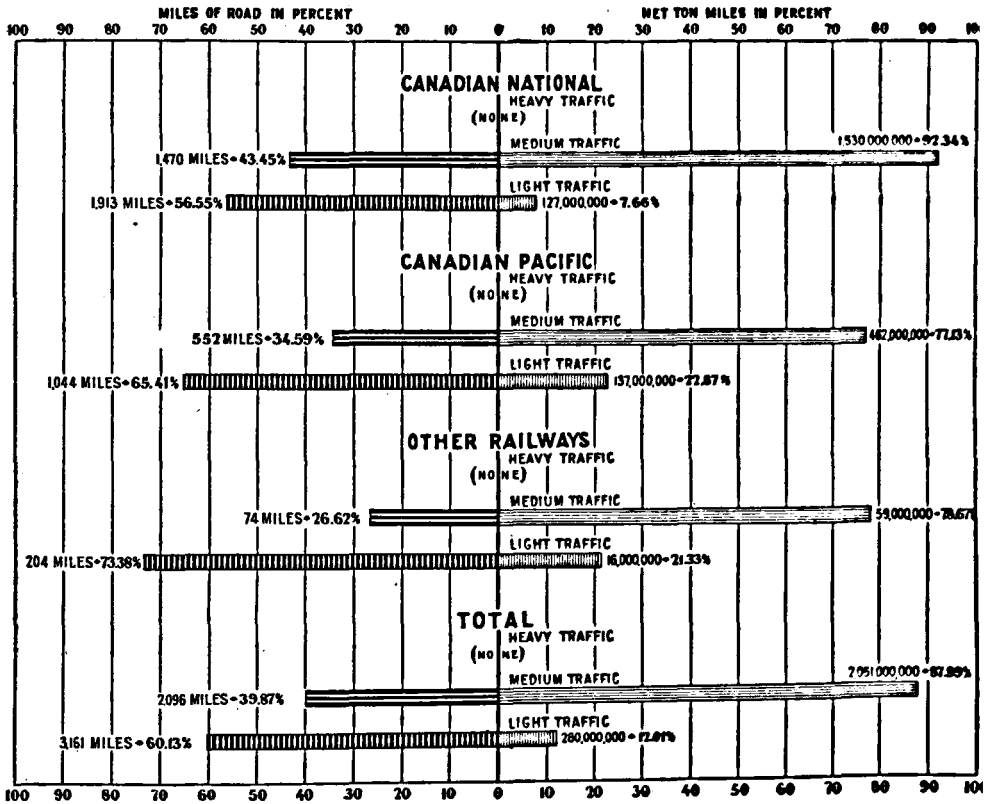 MILES OF ROAD IN PERCENT NET TON MILES IN PERCENT
100 90 80 70 60 50 40 30 20 10 0 10 20 30 40 50 60 70 80 90 10
CANADIAN NATIONAL
HEAVY TRAFFIC
(NONE)
MEDIUM TRAFFIC
1,470 MILES=43.45% 1,530 000 000=92.34%
LIGHT TRAFFIC
1,913 MILES=56.55% 127,000,000=7.66%
CANADIAN PACIFIC
HEAVY TRAFFIC
(NONE)
MEDIUM TRAFFIC
552 MILES=34.59% 462,000,000=77.13%
LIGHT TRAFFIC
1,044 MILES=65.41% 137,000,000=22.87%
OTHER RAILWAYS
HEAVY TRAFFIC
(NONE)
MEDIUM TRAFFIC
74 MILES=26.62% 59,000,000=78.67%
LIGHT TRAFFIC
204 MILES=73.38% 16,000,000=21.33%
TOTAL
HEAVY TRAFFIC
(NONE)
MEDIUM TRAFFIC
2,096 MILES=39.87% 2 051 000 000=87.99%
LIGHT TRAFFIC
3,161 MILES=60.13% 280,000,000=12.01%
100 90 80 70 60 50 40 30 20 10 0 10 20 30 40 50 60 70 80 90 100